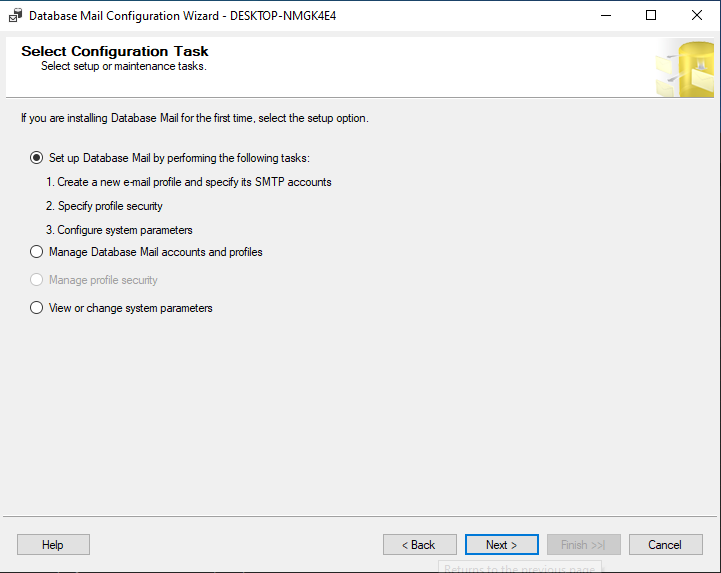 Database Mail Configuration Wizard - DESKTOP-NMGK4E4
Select Configuration Task
Select setup or maintenance tasks.
If you are installing Database Mail for the first time, select the setup option.
Set up Database Mail by performing the following tasks:
1. Create a new e-mail profile and specify its SMTP accounts
2. Specify profile security
3. Configure system parameters
Manage Database Mail accounts and profiles
Manage profile security
View or change system parameters
Help
< Back
Next >
Finish >>|
Cancel
Returns to the previous page.